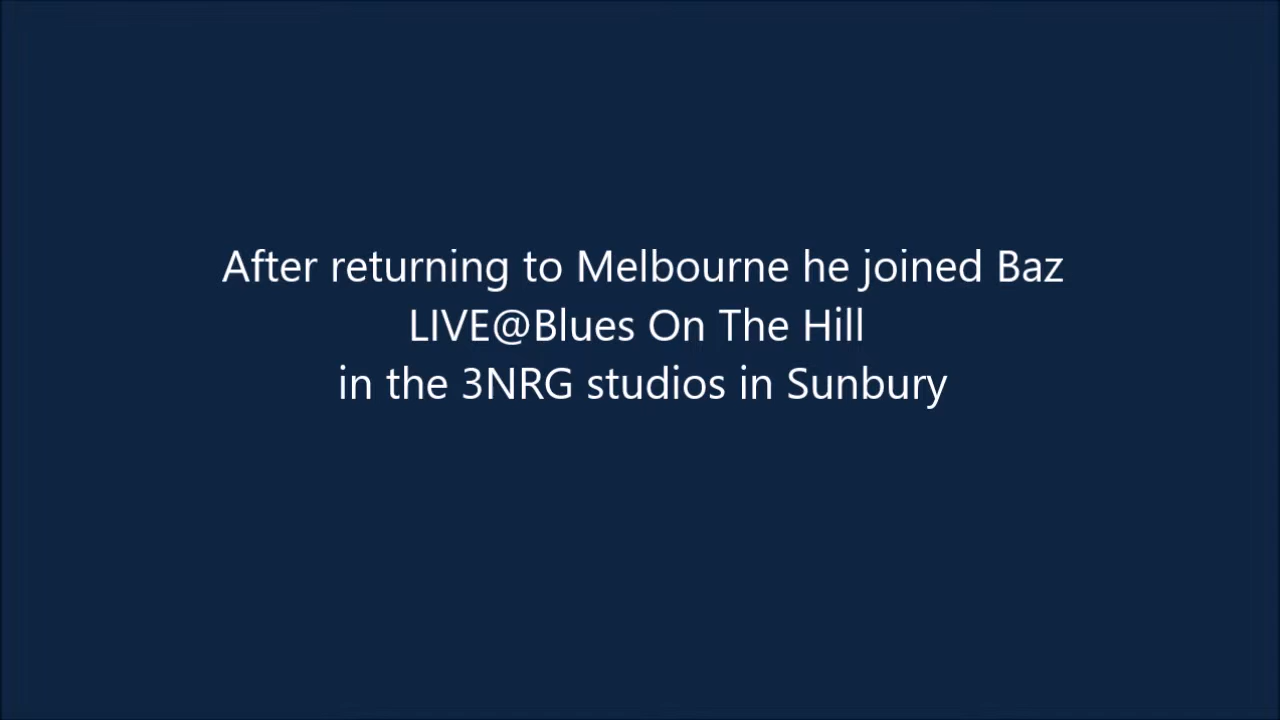 After returning to Melbourne he joined Baz
LIVE@Blues On The Hill
in the 3NRG studios in Sunbury